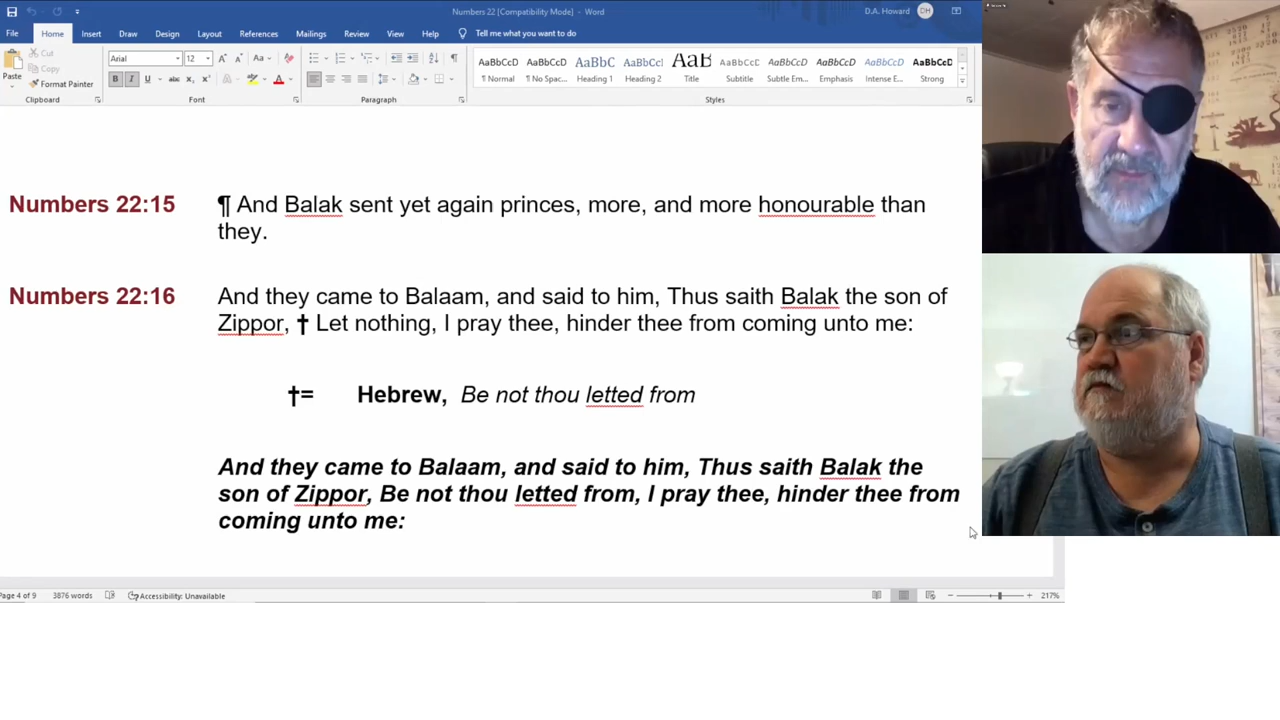 Numbers 22 [Compatibility Mode] - Word
D.A. Howard DH
File Home Insert Draw Design Layout References Mailings Review View Help Tell me what you want to do
Cut
Copy
Format Painter
Paste
Clipboard
Arial 12
Aa
B I U
Font
Paragraph
AaBbCcD AaBbCcD AaBbC AaBbCcl AaB AaBbCcD AaBbCcD AaBbCcD AaBbCcD AaBbCcD
¶ Normal ¶ No Spac... Heading 1 Heading 2 Title Subtitle Subtle Em... Emphasis Intense E... Strong
Styles
Numbers 22:15 ¶ And Balak sent yet again princes, more, and more honourable than
they.
Numbers 22:16 And they came to Balaam, and said to him, Thus saith Balak the son of
Zippor, † Let nothing, I pray thee, hinder thee from coming unto me:
†= Hebrew, Be not thou letted from
And they came to Balaam, and said to him, Thus saith Balak the
son of Zippor, Be not thou letted from, I pray thee, hinder thee from
coming unto me:
Page 4 of 9 3876 words Accessibility: Unavailable 217%